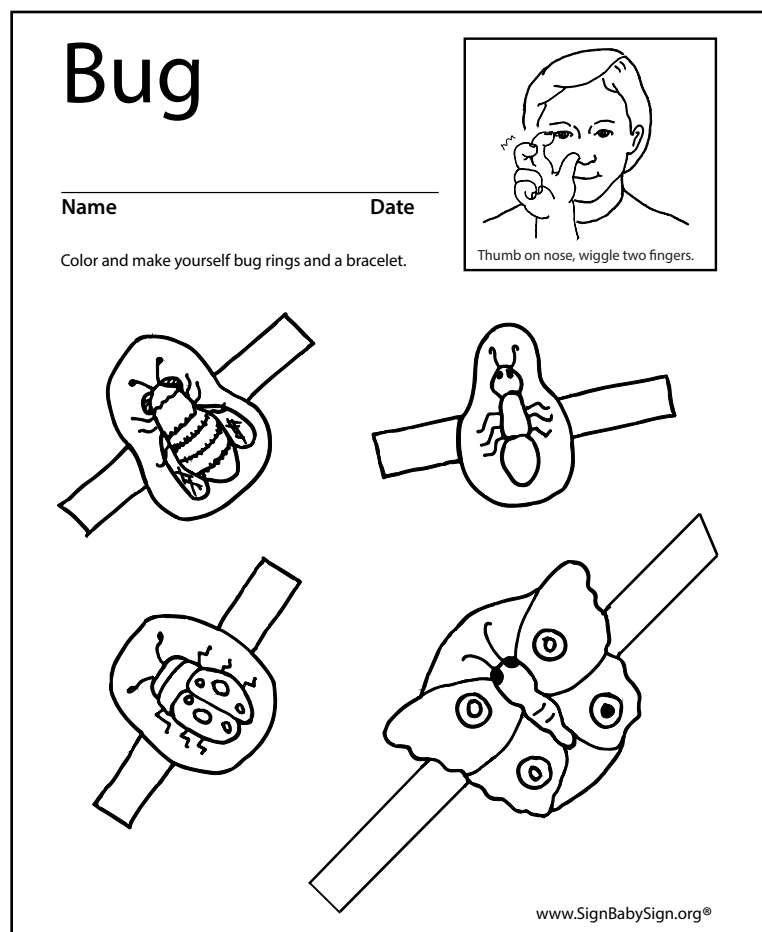 Bug
Name Date
Color and make yourself bug rings and a bracelet.
Thumb on nose, wiggle two fingers.
www.SignBabySign.org®